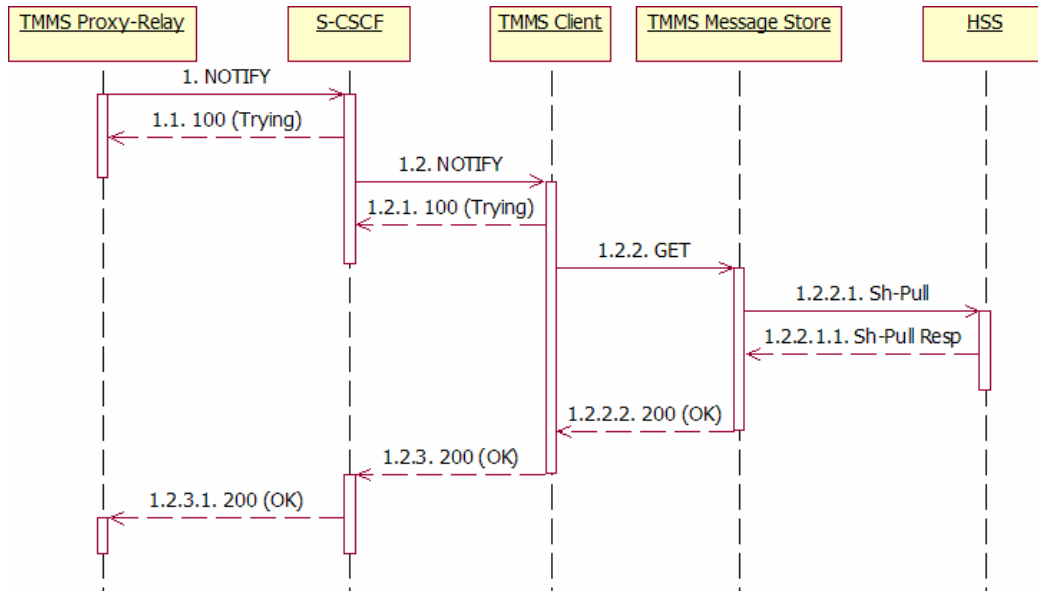 TMMS Proxy-Relay
S-CSCF
TMMS Client
TMMS Message Store
HSS
1. NOTIFY
1.1. 100 (Trying)
1.2. NOTIFY
1.2.1. 100 (Trying)
1.2.2. GET
1.2.2.1. Sh-Pull
1.2.2.1.1. Sh-Pull Resp
1.2.2.2. 200 (OK)
1.2.3. 200 (OK)
1.2.3.1. 200 (OK)